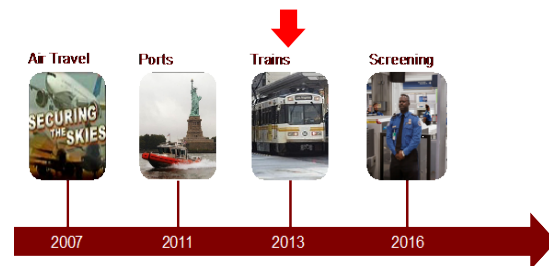 Air Travel
Ports
Trains
Screening
SECURING
THE SKIES
2007
2011
2013
2016